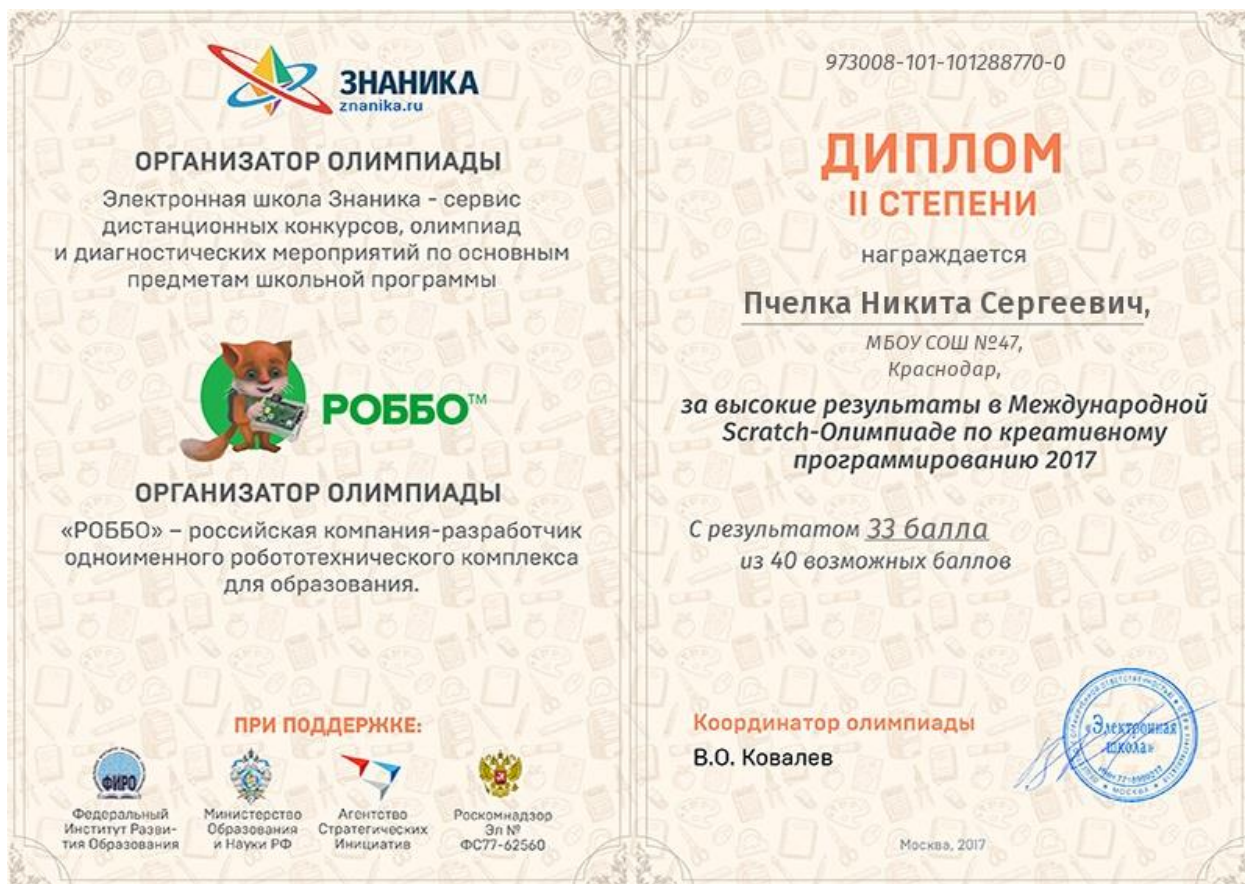 ЗНАНИКА
znanika.ru
ОРГАНИЗАТОР ОЛИМПИАДЫ
Электронная школа Знаника - сервис
дистанционных конкурсов, олимпиад
и диагностических мероприятий по основным
предметам школьной программы
РОББО™
ОРГАНИЗАТОР ОЛИМПИАДЫ
«РОББО» – российская компания-разработчик
одноименного робототехнического комплекса
для образования.
ПРИ ПОДДЕРЖКЕ:
ФИРО
Федеральный
Институт Разви-
тия Образования
Министерство
Образования
и Науки РФ
Агентство
Стратегических
Инициатив
Роскомнадзор
Эл №
ФС77-62560
973008-101-101288770-0
ДИПЛОМ
II СТЕПЕНИ
награждается
Пчелка Никита Сергеевич,
МБОУ СОШ №47,
Краснодар,
за высокие результаты в Международной
Scratch-Олимпиаде по креативному
программированию 2017
С результатом 33 балла
из 40 возможных баллов
Координатор олимпиады
В.О. Ковалев
«Электронная
школа»
МОСКВА
Москва, 2017